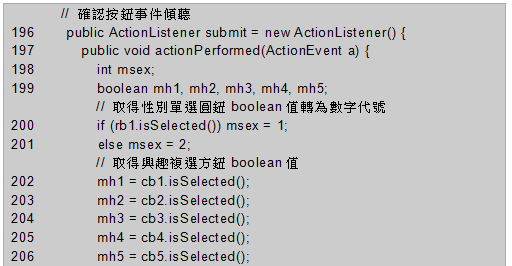 // 確認按鈕事件傾聽
196 public ActionListener submit = new ActionListener() {
197 public void actionPerformed(ActionEvent a) {
198 int msex;
199 boolean mh1, mh2, mh3, mh4, mh5;
// 取得性別單選圓鈕 boolean 值轉為數字代號
200 if (rb1.isSelected()) msex = 1;
201 else msex = 2;
// 取得興趣複選方鈕 boolean 值
202 mh1 = cb1.isSelected();
203 mh2 = cb2.isSelected();
204 mh3 = cb3.isSelected();
205 mh4 = cb4.isSelected();
206 mh5 = cb5.isSelected();